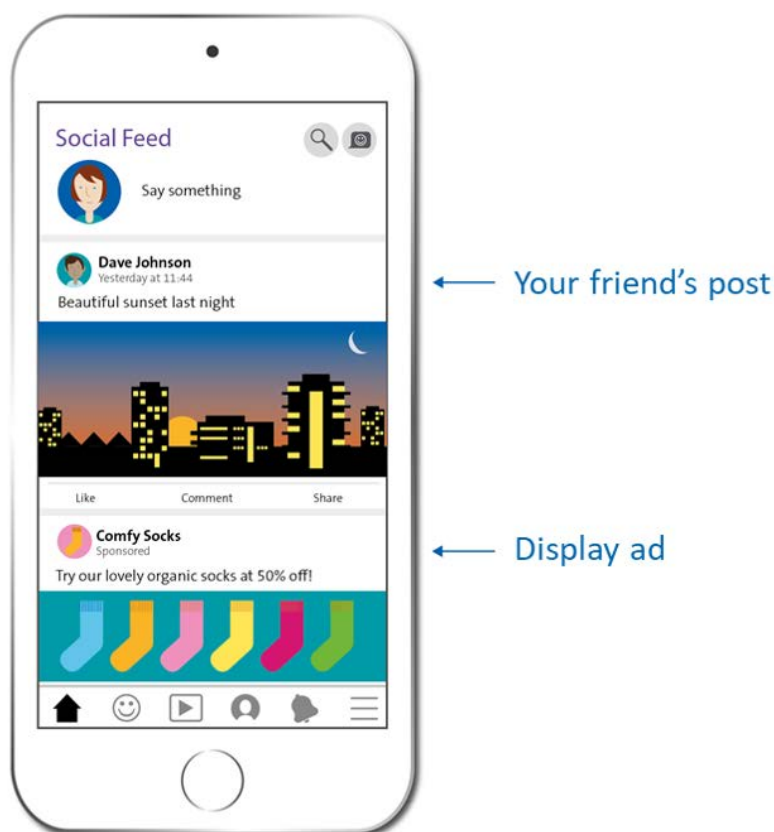 Social Feed
Say something
Dave Johnson
Yesterday at 11:44
Beautiful sunset last night
Your friend's post
Like Comment Share
Comfy Socks
Sponsored
Display ad
Try our lovely organic socks at 50% off!